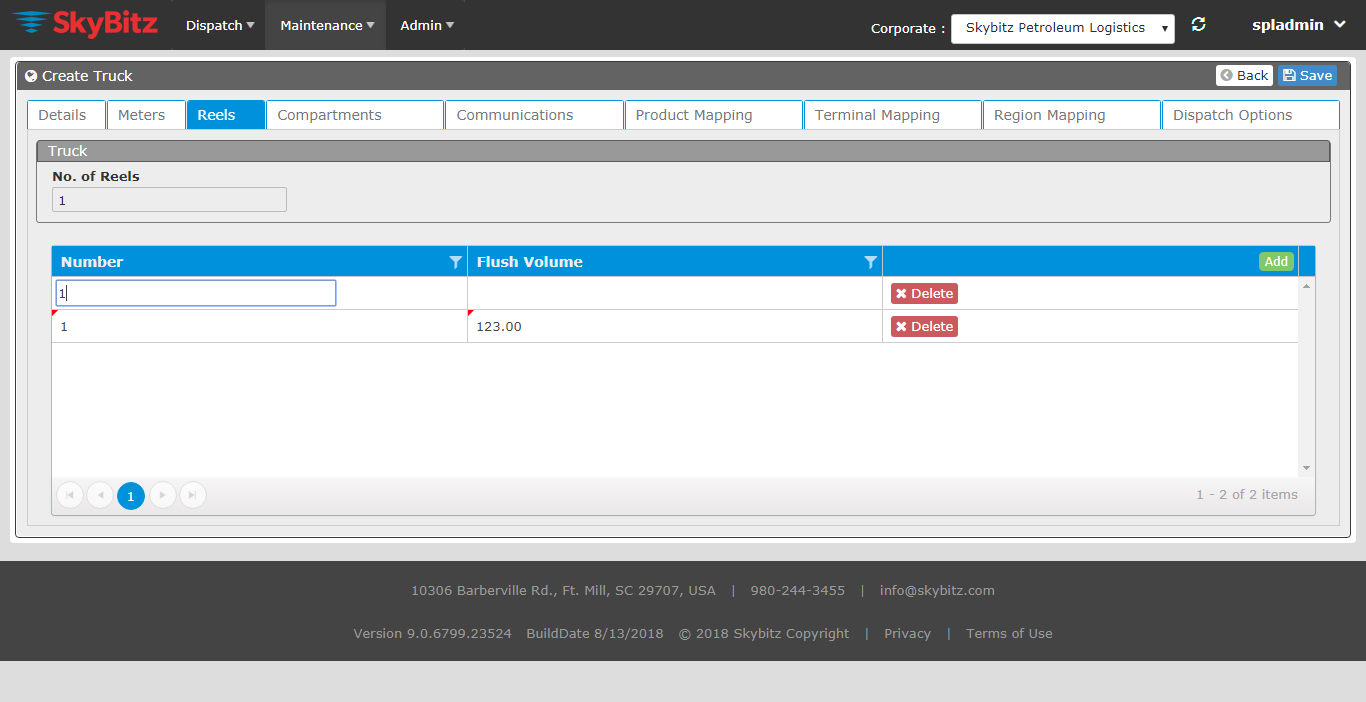 SkyBitz Dispatch Maintenance Admin Corporate : Skybitz Petroleum Logistics spladmin
Create Truck Back Save
Details Meters Reels Compartments Communications Product Mapping Terminal Mapping Region Mapping Dispatch Options
Truck
No. of Reels
1
Number Flush Volume Add
1 Delete
1 123.00 Delete
1 1 - 2 of 2 items
10306 Barberville Rd., Ft. Mill, SC 29707, USA | 980-244-3455 | info@skybitz.com
Version 9.0.6799.23524 BuildDate 8/13/2018 © 2018 Skybitz Copyright | Privacy | Terms of Use